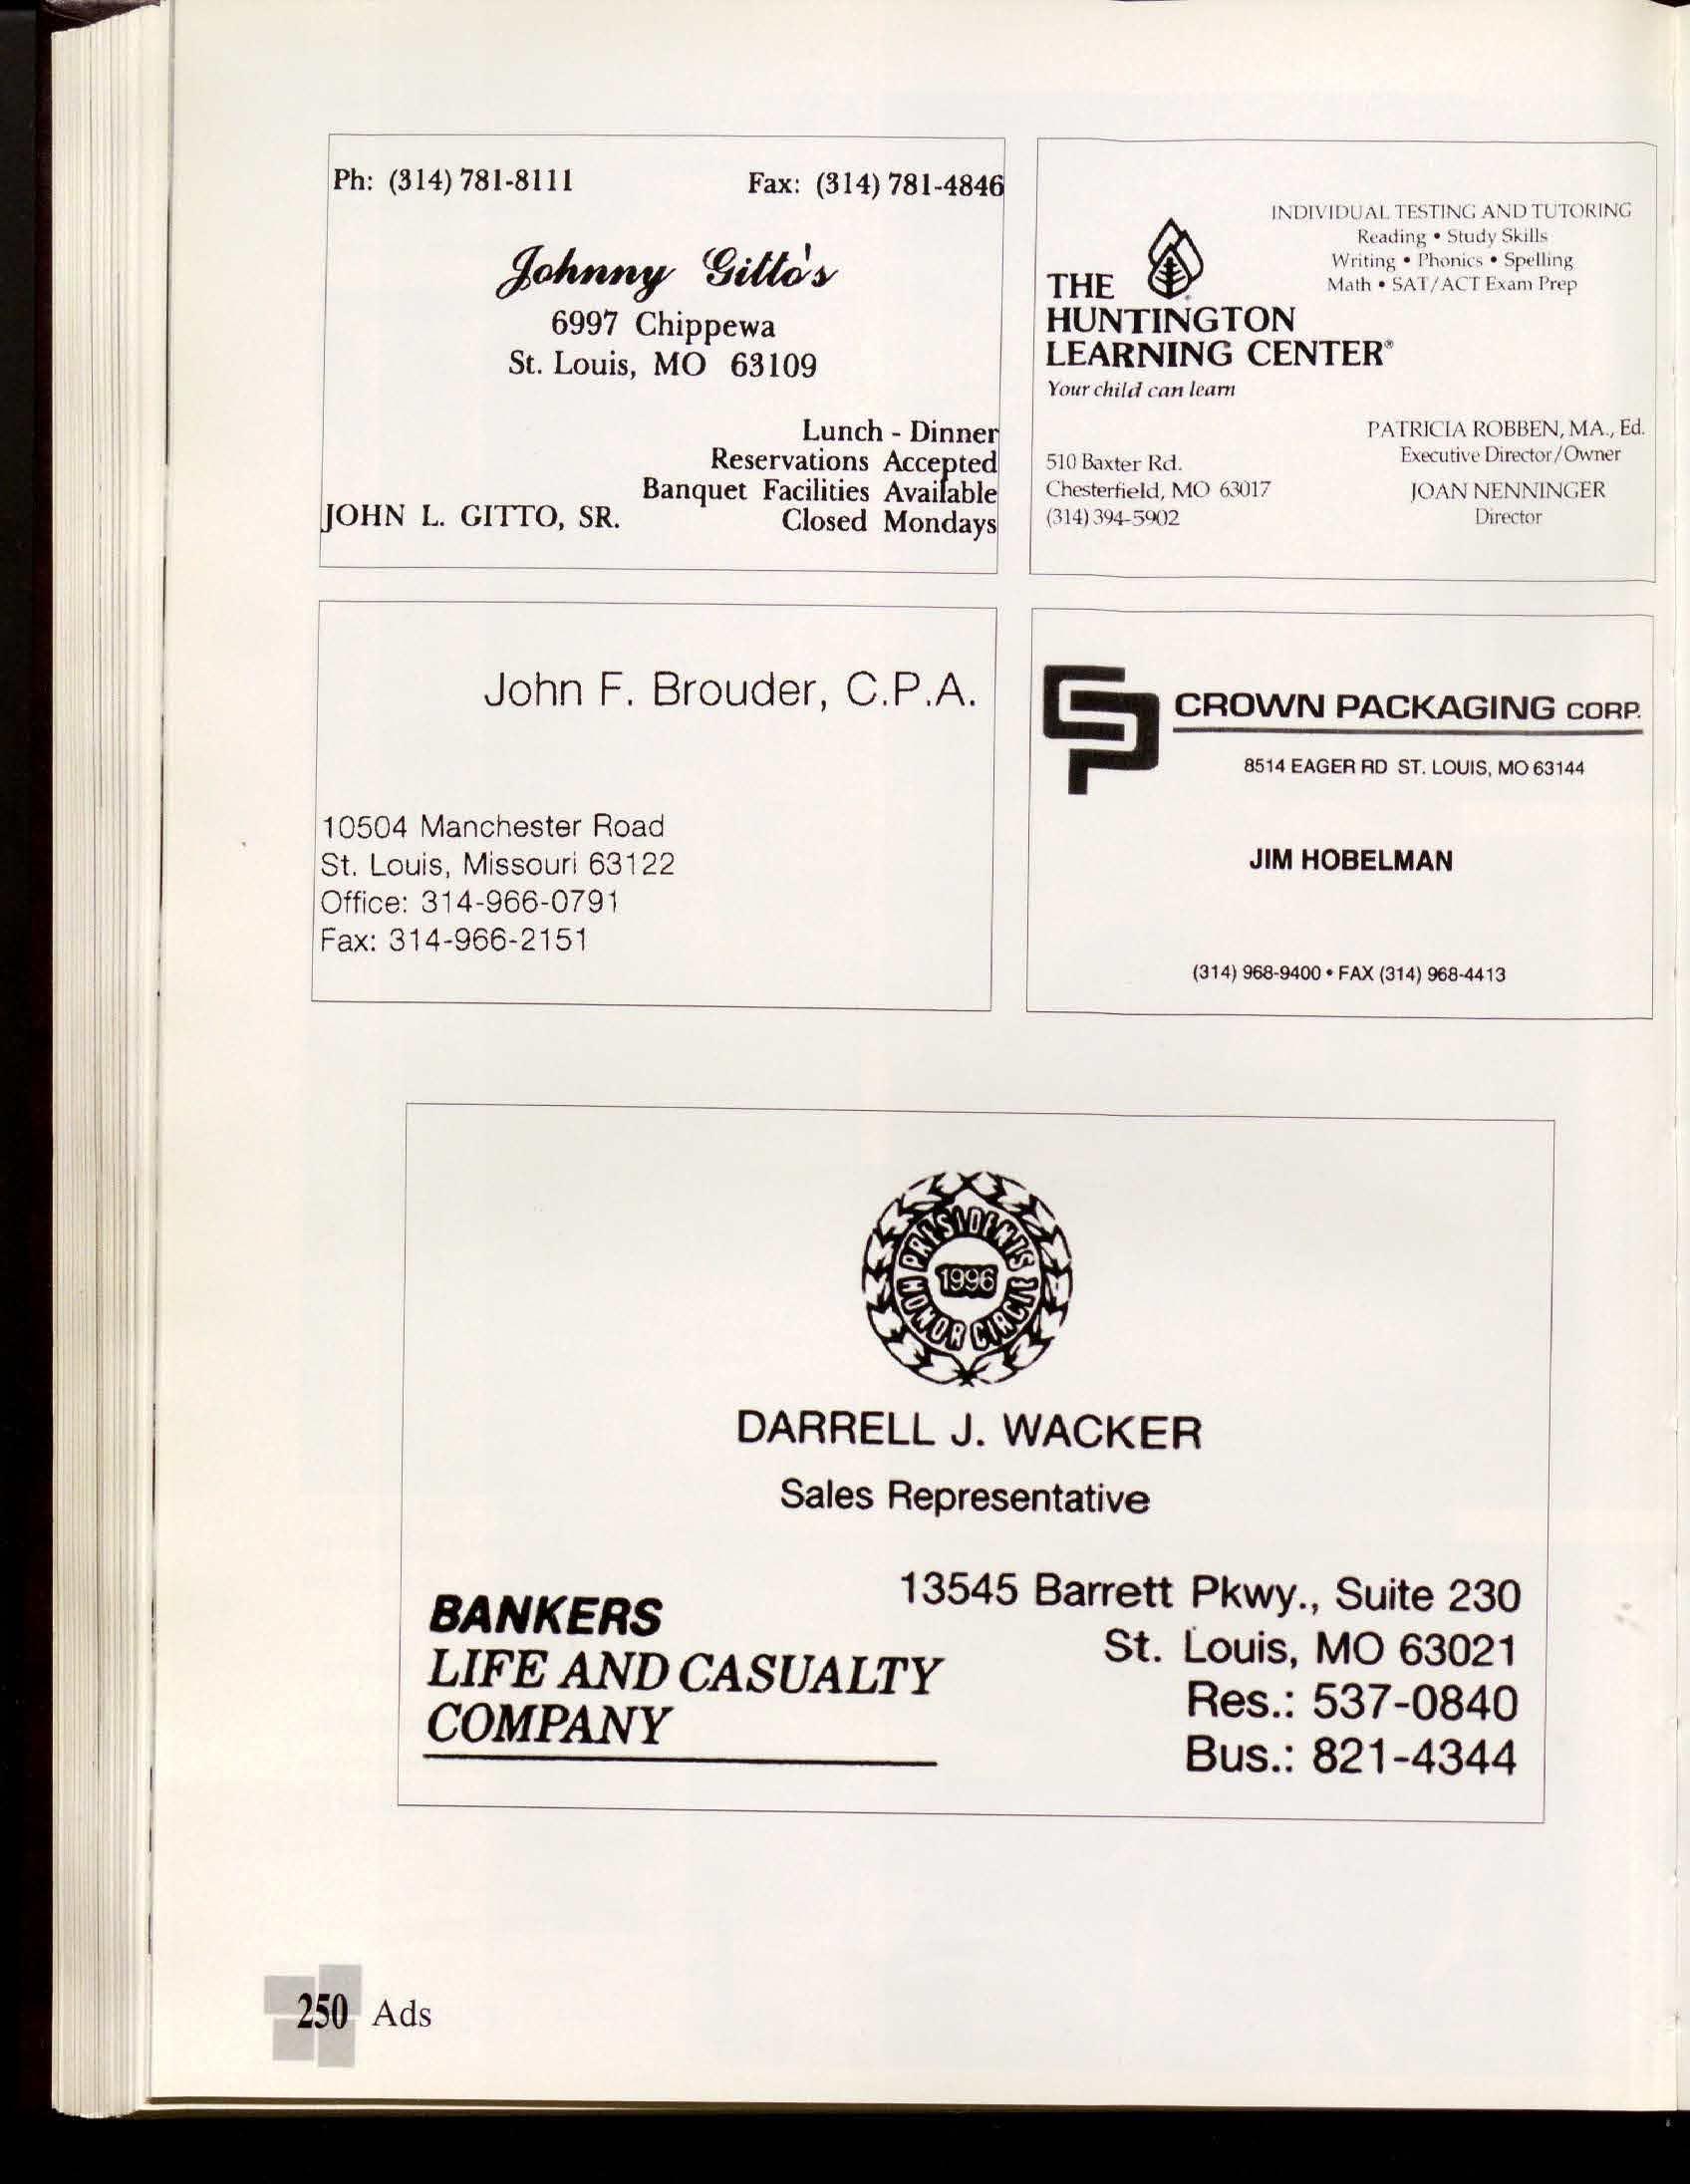 Ph: (314) 781-8111 Fax: (314) 781-4846
Johnny Gitto's
6997 Chippewa
St. Louis, MO 63109
Lunch - Dinner
Reservations Accepted
Banquet Facilities Available
JOHN L. GITTO, SR. Closed Mondays
INDIVIDUAL TESTING AND TUTORING
Reading • Study Skills
Writing • Phonics • Spelling
Math • SAT/ACT Exam Prep
THE
HUNTINGTON
LEARNING CENTER®
Your child can learn
PATRICIA ROBBEN, MA., Ed.
Executive Director/Owner
JOAN NENNINGER
Director
510 Baxter Rd.
Chesterfield, MO 63017
(314) 394-5902
John F. Brouder, C.P.A.
10504 Manchester Road
St. Louis, Missouri 63122
Office: 314-966-0791
Fax: 314-966-2151
CP
CROWN PACKAGING CORP.
8514 EAGER RD ST. LOUIS, MO 63144
JIM HOBELMAN
(314) 968-9400 • FAX (314) 968-4413
PRESIDENTS
1996
HONOR CIRCLE
DARRELL J. WACKER
Sales Representative
BANKERS
LIFE AND CASUALTY
COMPANY
13545 Barrett Pkwy., Suite 230
St. Louis, MO 63021
Res.: 537-0840
Bus.: 821-4344
250 Ads